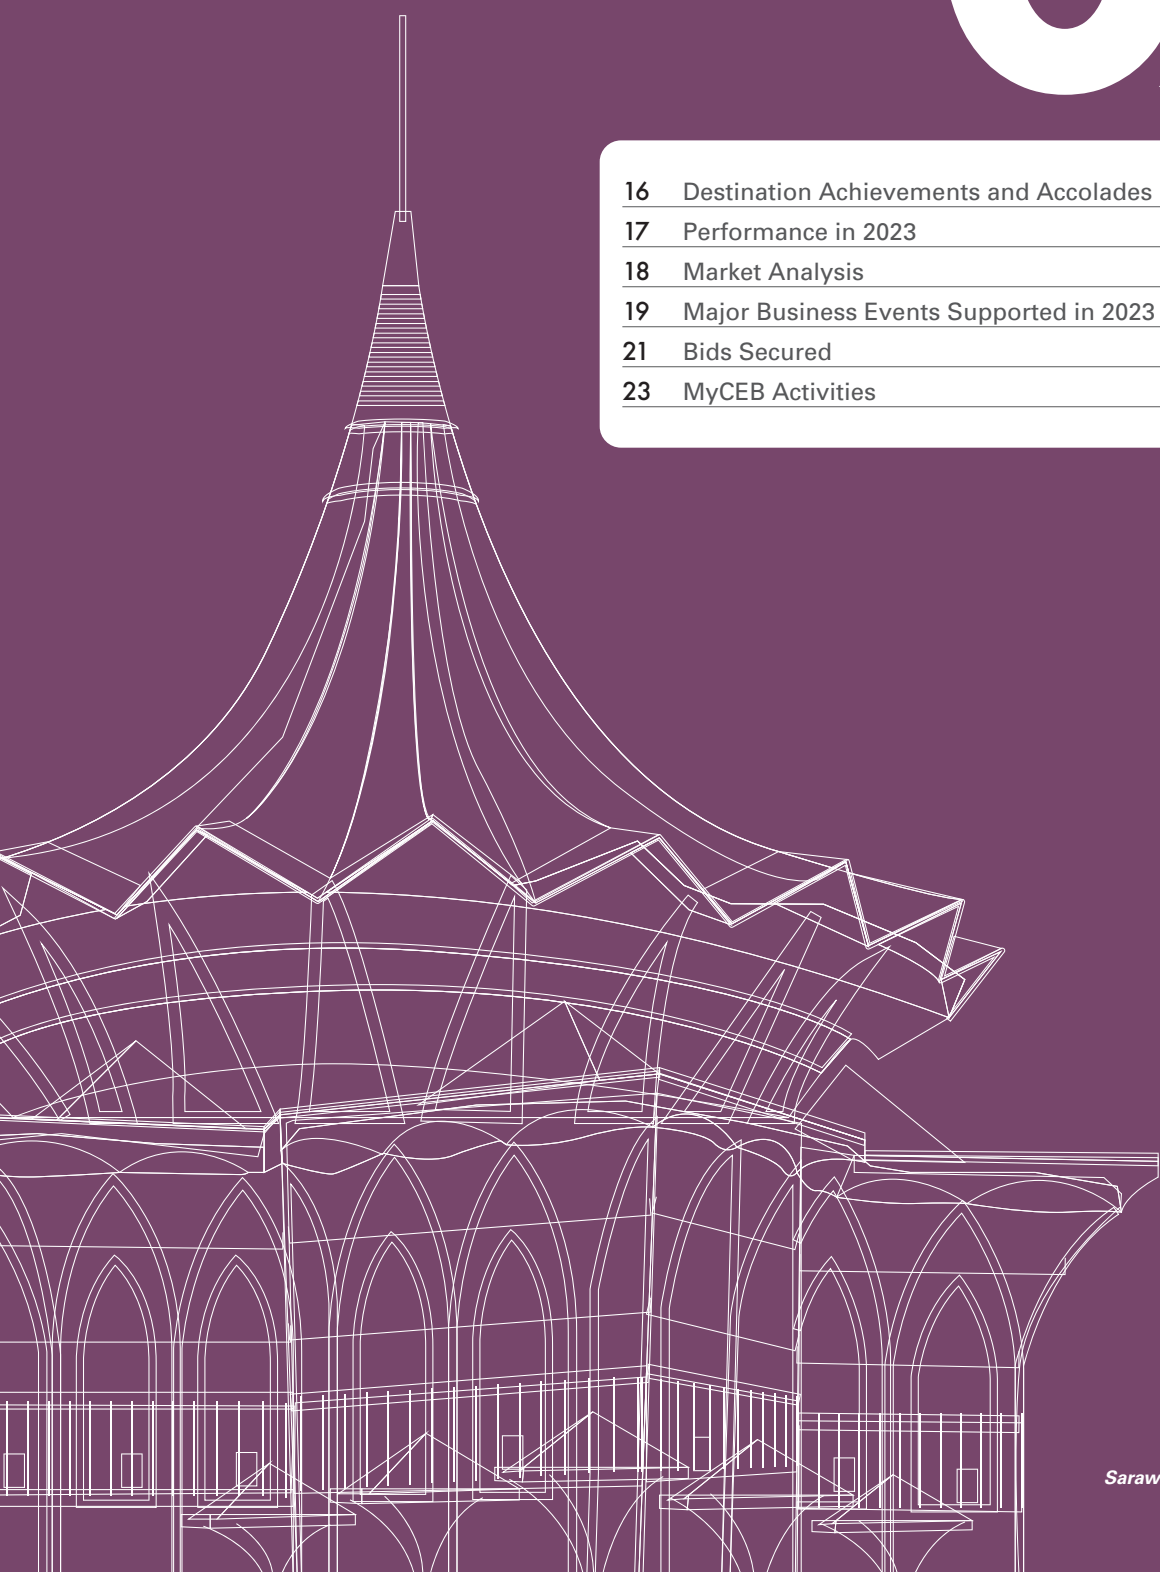 16 Destination Achievements and Accolades
17 Performance in 2023
18 Market Analysis
19 Major Business Events Supported in 2023
21 Bids Secured
23 MyCEB Activities